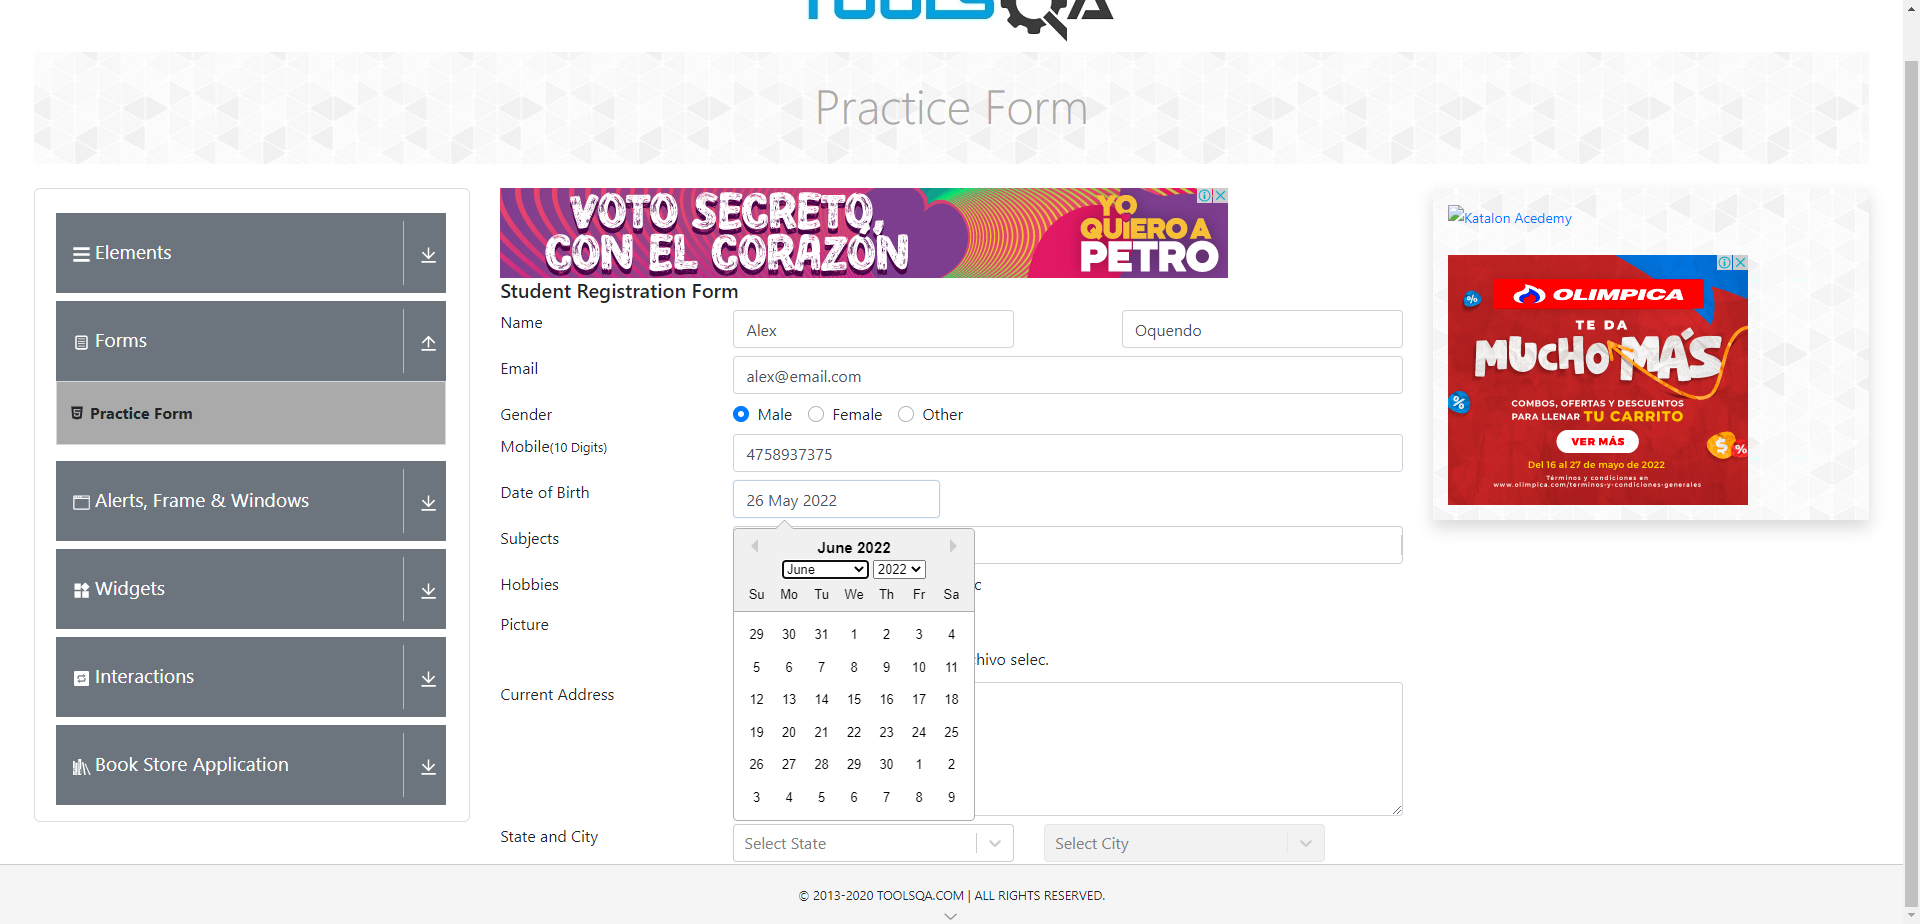 TOOLSQA
Practice Form
Elements
Forms
Practice Form
Alerts, Frame & Windows
Widgets
Interactions
Book Store Application
VOTO SECRETO,
CON EL CORAZÓN
YO
QUIERO A
PETRO
Student Registration Form
Name
Alex
Oquendo
Email
alex@email.com
Gender
Male
Female
Other
Mobile(10 Digits)
4758937375
Date of Birth
26 May 2022
Subjects
Hobbies
c
Picture
hivo selec.
Current Address
June 2022
June
2022
Su Mo Tu We Th Fr Sa
29 30 31 1 2 3 4
5 6 7 8 9 10 11
12 13 14 15 16 17 18
19 20 21 22 23 24 25
26 27 28 29 30 1 2
3 4 5 6 7 8 9
State and City
Select State
Select City
Katalon Acedemy
OLIMPICA
TE DA
MUCHO MÁS
COMBOS, OFERTAS Y DESCUENTOS
PARA LLENAR TU CARRITO
VER MÁS
Del 16 al 27 de mayo de 2022
Términos y condiciones en
www.olimpica.com/terminos-y-condiciones-generales
% % $ %
© 2013-2020 TOOLSQA.COM | ALL RIGHTS RESERVED.